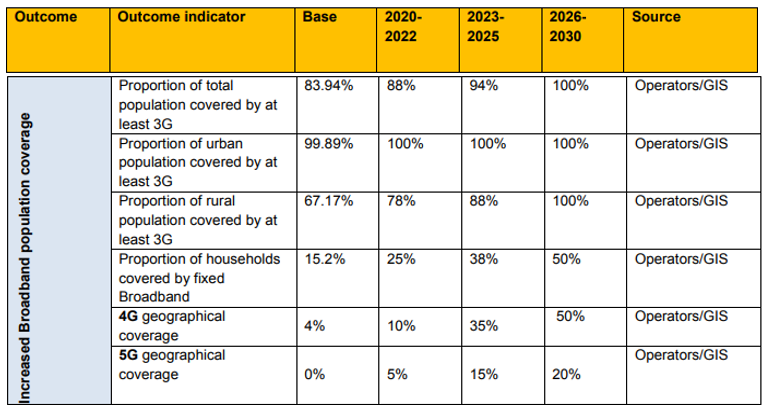 Outcome Outcome indicator Base 2020- 2023- 2026- Source
2022 2025 2030
Increased Broadband population coverage
Proportion of total 83.94% 88% 94% 100% Operators/GIS
population covered by at
least 3G
Proportion of urban 99.89% 100% 100% 100% Operators/GIS
population covered by at
least 3G
Proportion of rural 67.17% 78% 88% 100% Operators/GIS
population covered by at
least 3G
Proportion of households 15.2% 25% 38% 50% Operators/GIS
covered by fixed
Broadband
4G geographical 50% Operators/GIS
coverage 4% 10% 35%
5G geographical Operators/GIS
coverage 0% 5% 15% 20%